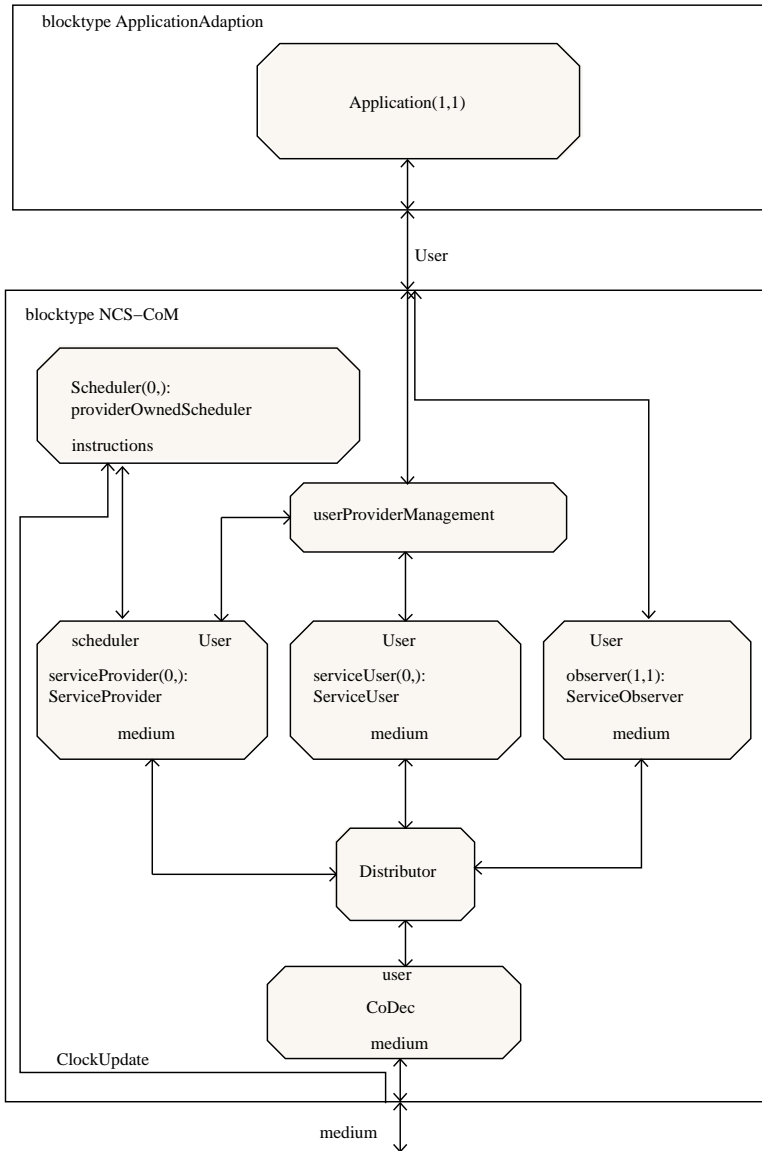 blocktype ApplicationAdaption
Application(1,1)
User
blocktype NCS−CoM
Scheduler(0,):
providerOwnedScheduler
instructions
userProviderManagement
scheduler
User
serviceProvider(0,):
ServiceProvider
medium
User
serviceUser(0,):
ServiceUser
medium
User
observer(1,1):
ServiceObserver
medium
Distributor
user
CoDec
medium
ClockUpdate
medium